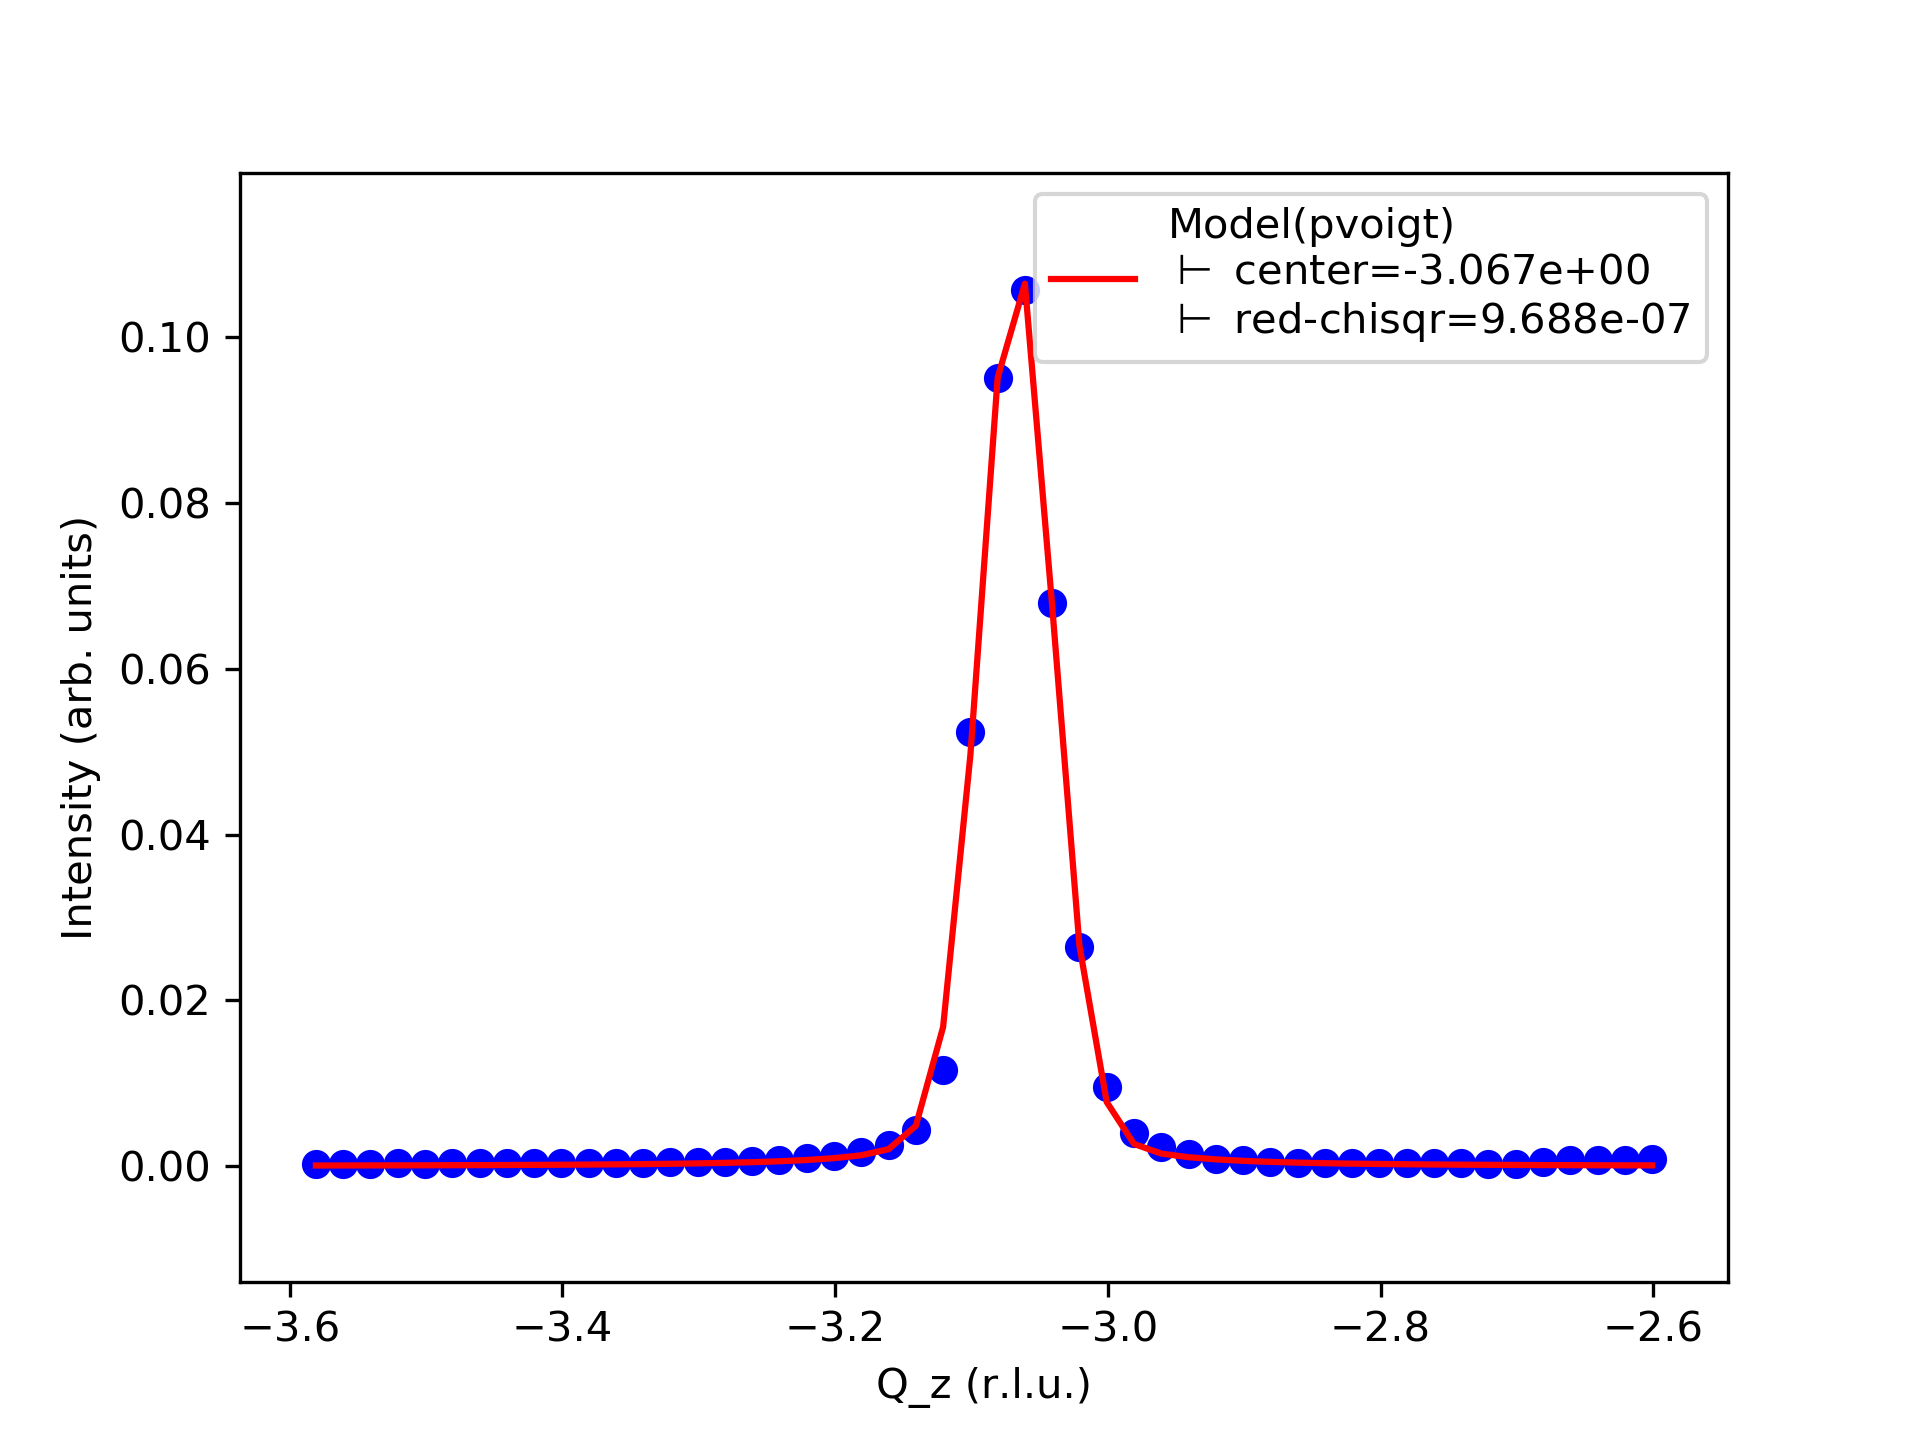 Model(pvoigt)
⊢ center=-3.067e+00
⊢ red-chisqr=9.688e-07
0.10
0.08
0.06
0.04
0.02
0.00
Intensity (arb. units)
−3.6 −3.4 −3.2 −3.0 −2.8 −2.6
Q_z (r.l.u.)